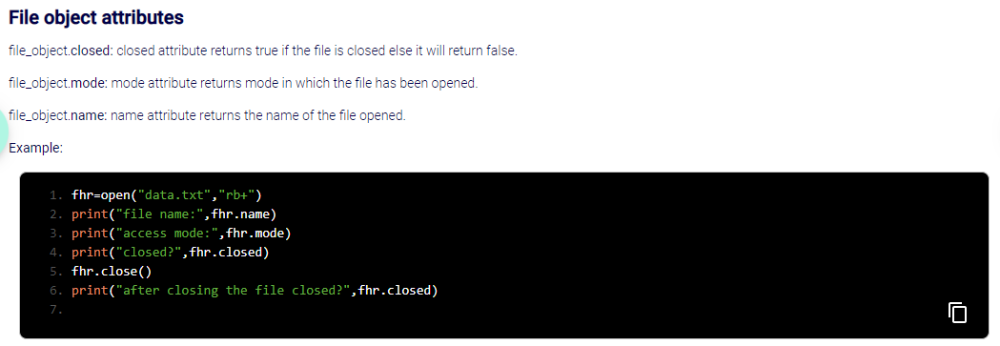 File object attributes
file_object.closed: closed attribute returns true if the file is closed else it will return false.
file_object.mode: mode attribute returns mode in which the file has been opened.
file_object.name: name attribute returns the name of the file opened.
Example:
1. fhr=open("data.txt","rb+")
2. print("file name:",fhr.name)
3. print("access mode:",fhr.mode)
4. print("closed?",fhr.closed)
5. fhr.close()
6. print("after closing the file closed?",fhr.closed)
7.